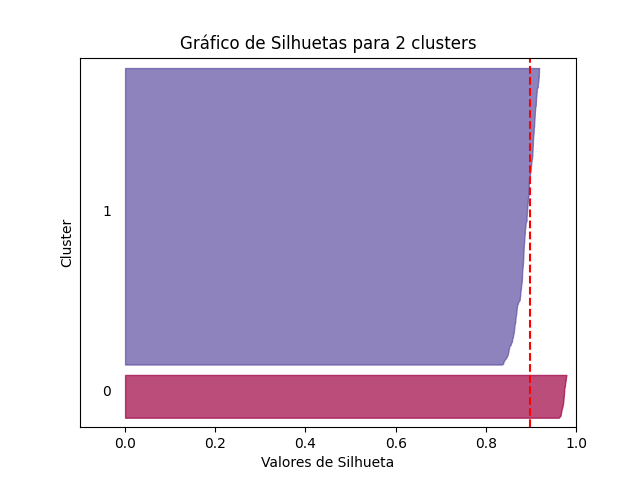 Gráfico de Silhuetas para 2 clusters
Cluster
1
0
0.0 0.2 0.4 0.6 0.8 1.0
Valores de Silhueta